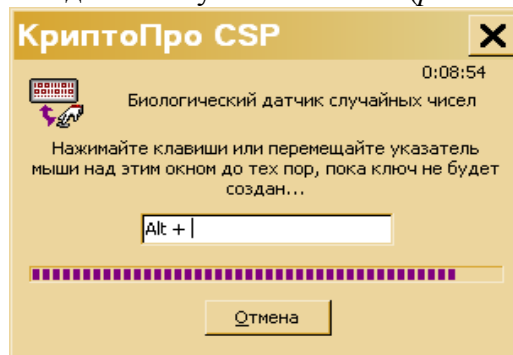 КриптоПро CSP
0:08:54
Биологический датчик случайных чисел
Нажимайте клавиши или перемещайте указатель
мыши над этим окном до тех пор, пока ключ не будет
создан...
Alt +
Отмена